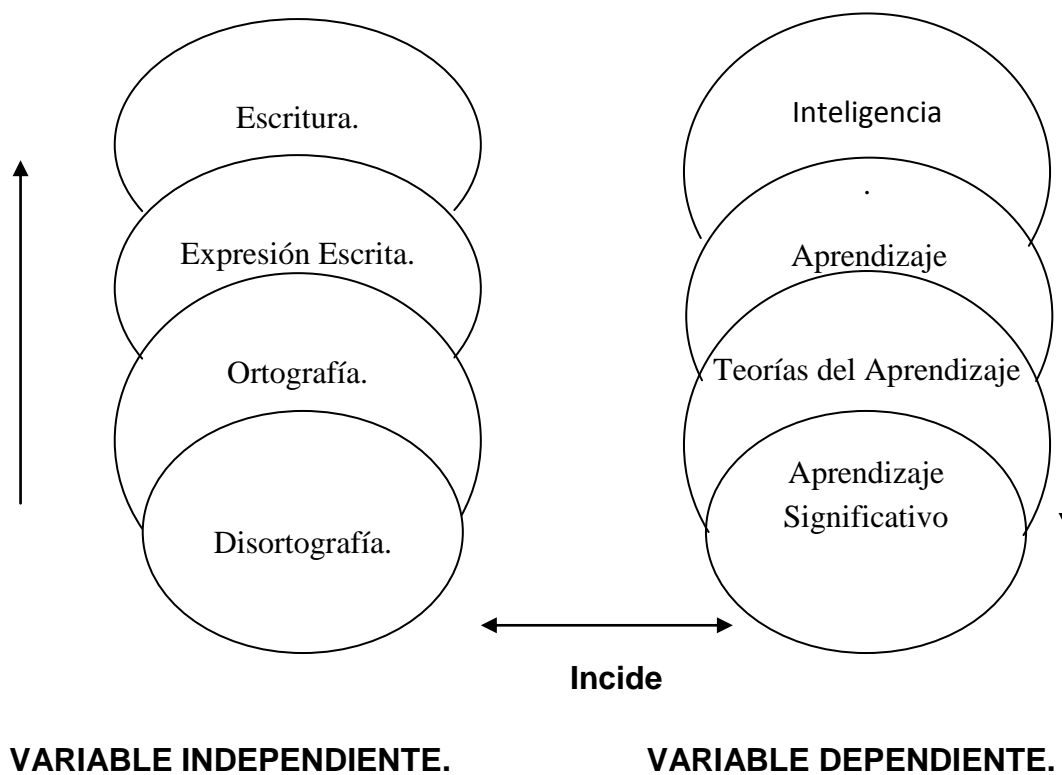 Escritura.
Expresión Escrita.
Ortografía.
Disortografía.
Inteligencia
.
Aprendizaje
Teorías del Aprendizaje
Aprendizaje
Significativo
Incide
VARIABLE INDEPENDIENTE.
VARIABLE DEPENDIENTE.